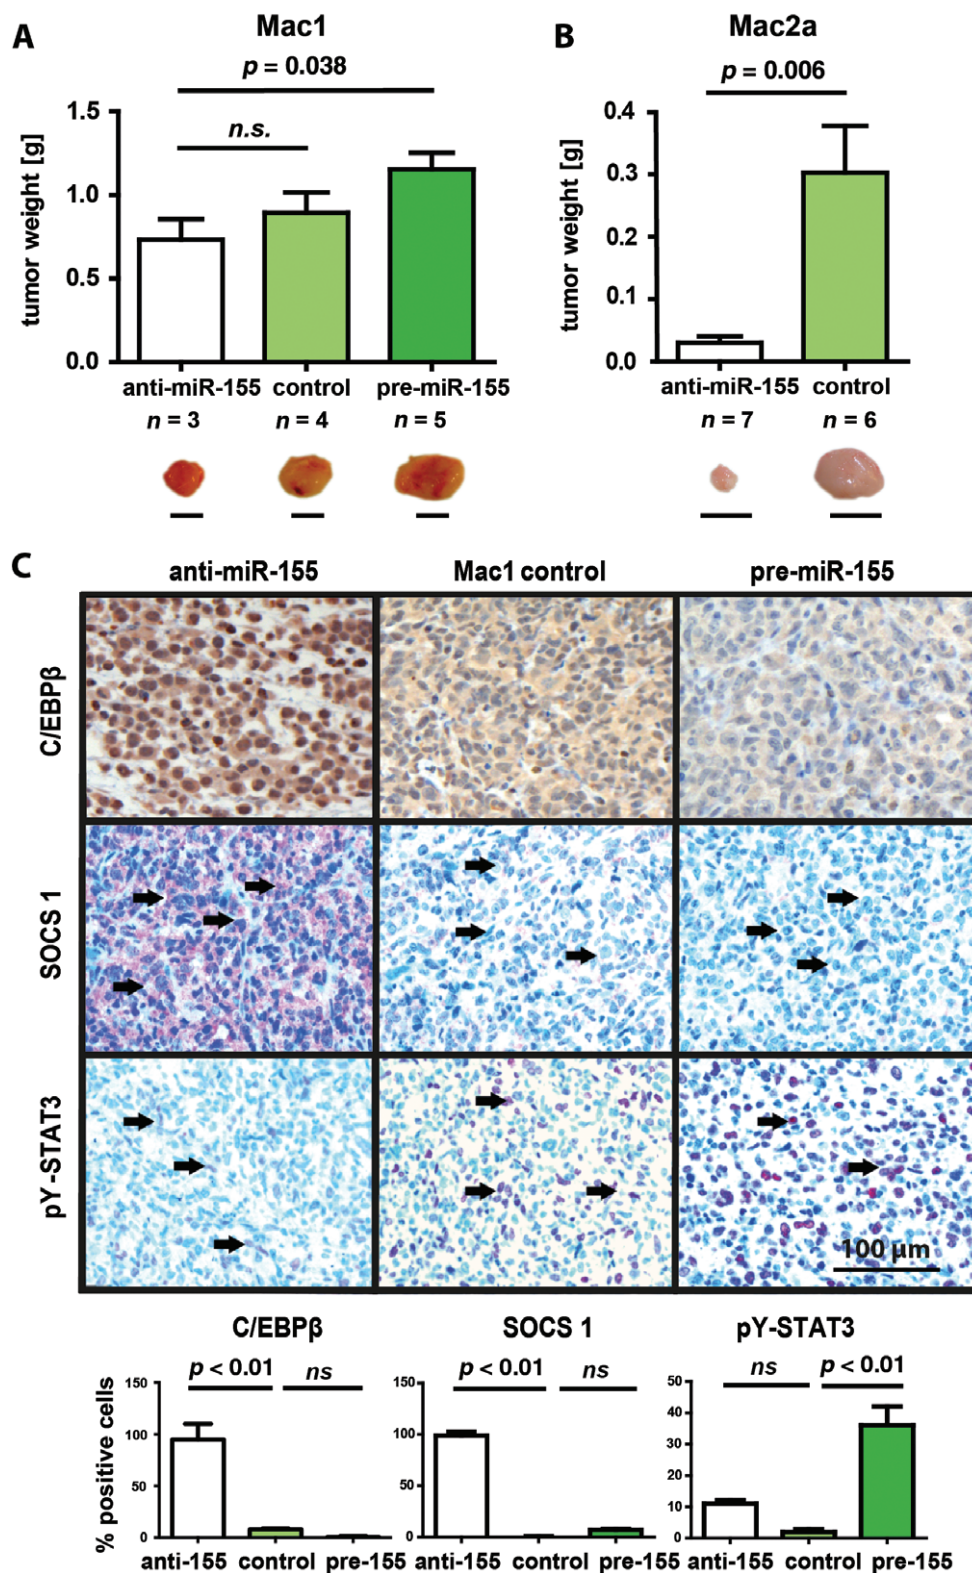 A
Mac1
p = 0.038
n.s.
tumor weight [g]
1.5
1.0
0.5
0.0
anti-miR-155 control pre-miR-155
n = 3 n = 4 n = 5
B
Mac2a
p = 0.006
tumor weight [g]
0.4
0.3
0.2
0.1
0.0
anti-miR-155 control
n = 7 n = 6
C
anti-miR-155 Mac1 control pre-miR-155
C/EBPβ
SOCS 1
pY-STAT3
100 µm
C/EBPβ
p < 0.01 ns
% positive cells
150
100
50
0
anti-155 control pre-155
SOCS 1
p < 0.01 ns
150
100
50
0
anti-155 control pre-155
pY-STAT3
ns p < 0.01
50
40
30
20
10
0
anti-155 control pre-155